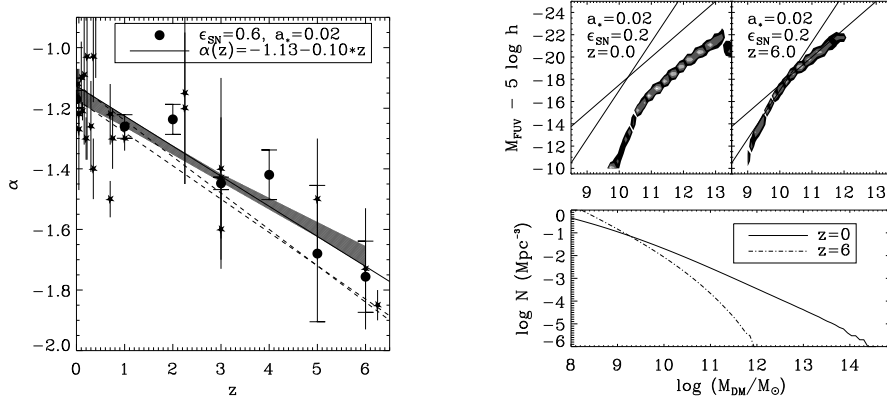 ε_SN=0.6, a_*=0.02
α(z)=−1.13−0.10*z
−1.0
−1.2
−1.4
−1.6
−1.8
−2.0
α
0 1 2 3 4 5 6
z
M_FUV − 5 log h
−24
−22
−20
−18
−16
−14
−12
−10
a_*=0.02
ε_SN=0.2
z=0.0
a_*=0.02
ε_SN=0.2
z=6.0
9 10 11 12 13 9 10 11 12 13
log N (Mpc⁻³)
0
−1
−2
−3
−4
−5
−6
z=0
z=6
8 9 10 11 12 13 14
log (M_DM/M_⊙)